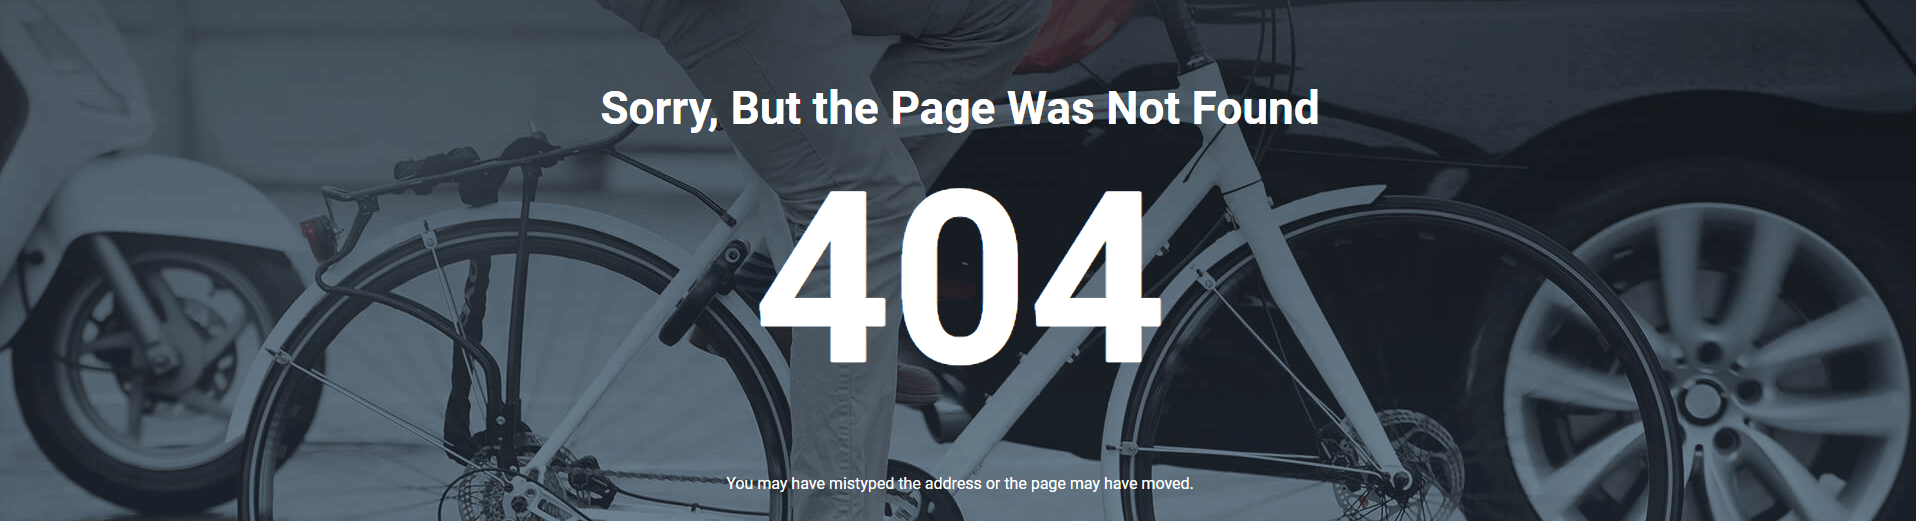 Sorry, But the Page Was Not Found
404
You may have mistyped the address or the page may have moved.